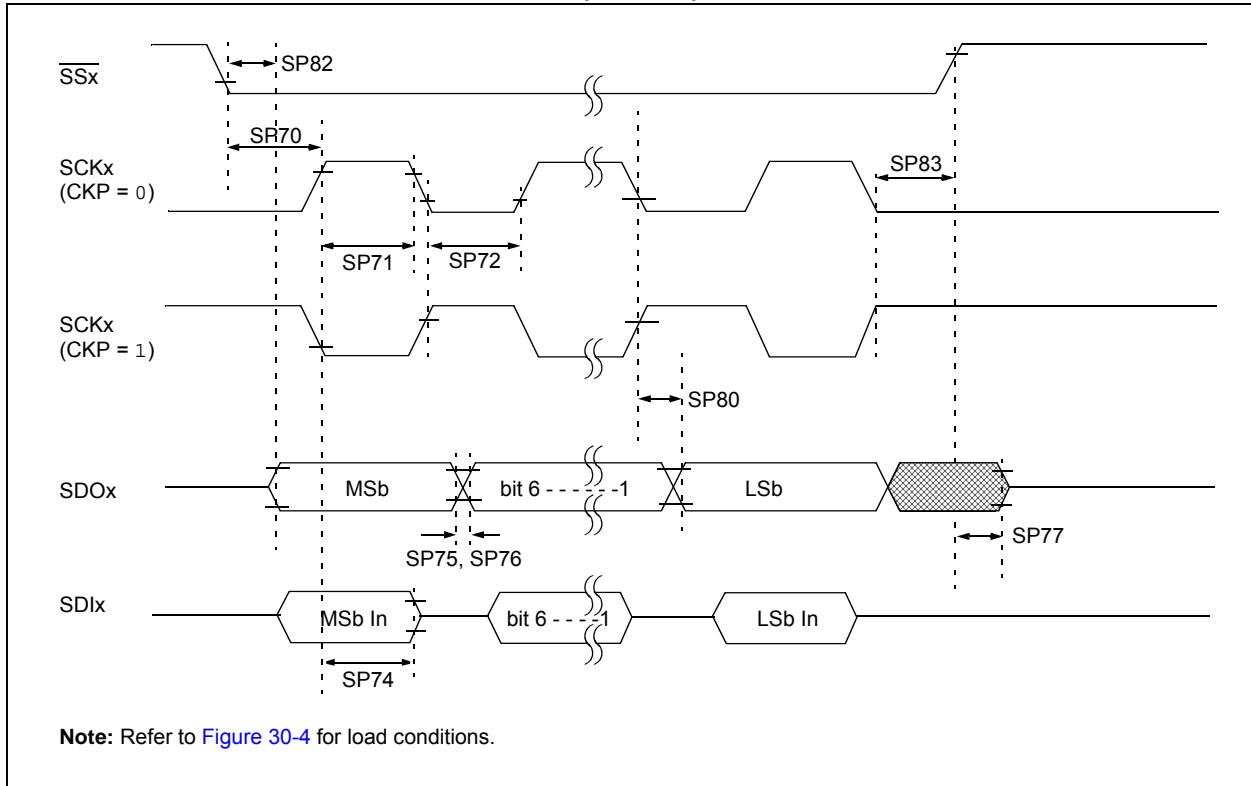 SSx
SP82
SP70
SCKx
(CKP = 0)
SP83
SP71
SP72
SCKx
(CKP = 1)
SP80
SDOx
MSb
bit 6 - - - - - -1
LSb
SP77
SP75, SP76
SDIx
MSb In
bit 6 - - - -1
LSb In
SP74
Note: Refer to Figure 30-4 for load conditions.